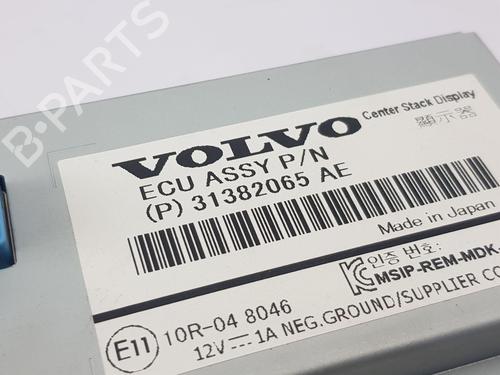 B-PARTS
VOLVO
Center Stack Display
顯示器
ECU ASSY P/N
(P) 31382065 AE
Made in Japan
인증 번호:
MSIP-REM-MDK-
E11 10R-04 8046
12V⎓1A NEG.GROUND/SUPPLIER CO